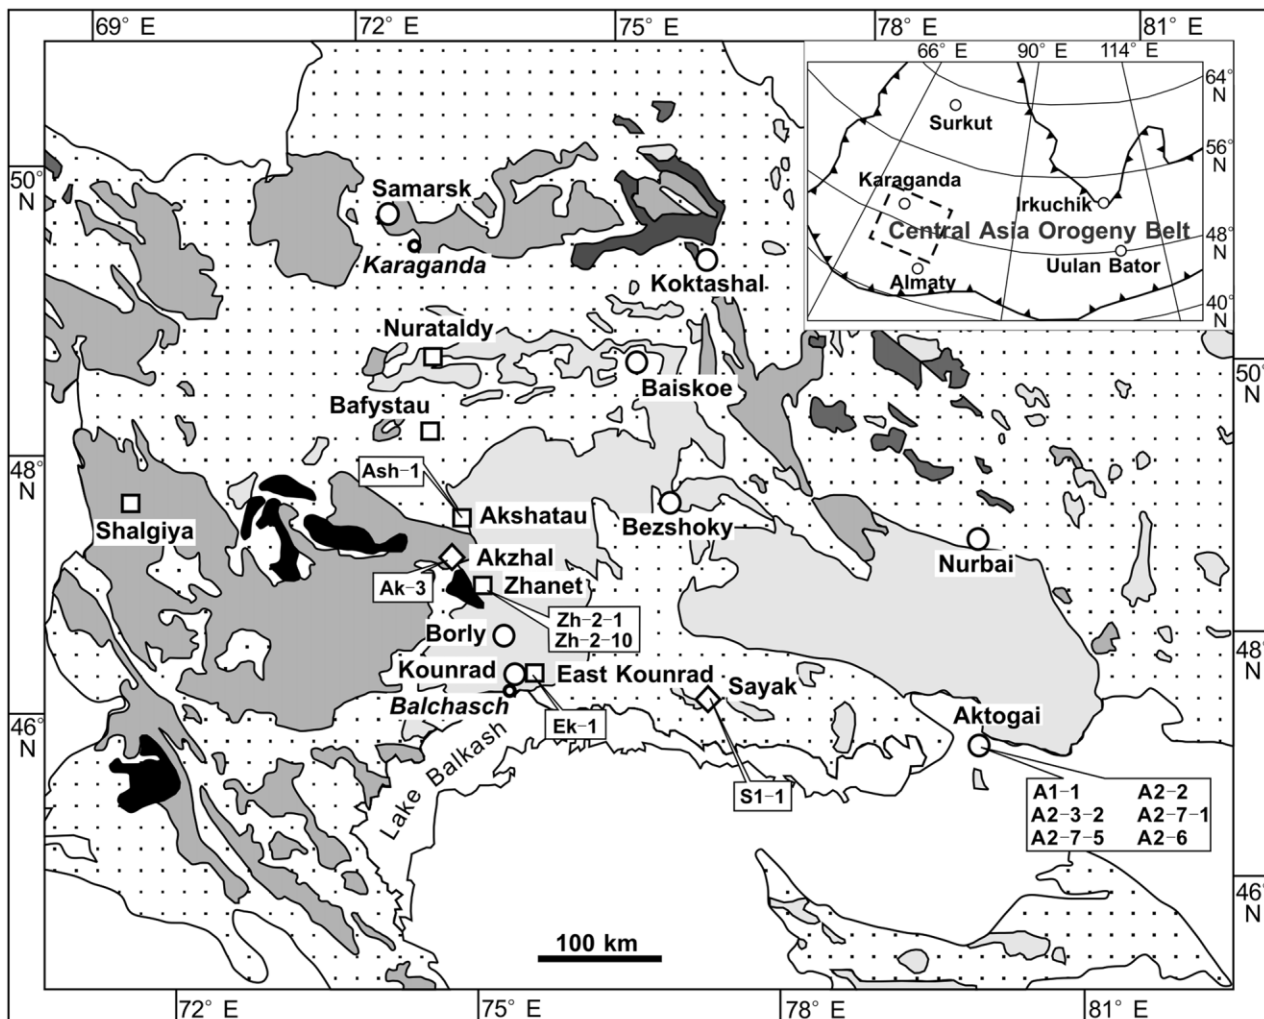 69° E
72° E
75° E
78° E
81° E
66° E
90° E
114° E
64°
N
Surkut
56°
N
Karaganda
Irkuchik
Central Asia Orogeny Belt
48°
N
Uulan Bator
Almaty
40°
N
50°
N
Samarsk
Karaganda
Koktashal
Nurataldy
Baiskoe
50°
N
Bafystau
48°
N
Ash-1
Akshatau
Shalgiya
Bezshoky
Nurbai
Akzhal
Ak-3
Zhanet
Zh-2-1
Zh-2-10
Borly
48°
N
Kounrad
East Kounrad
Sayak
Balchasch
Ek-1
Aktogai
46°
N
Lake Balkash
S1-1
A1-1 A2-2
A2-3-2 A2-7-1
A2-7-5 A2-6
46°
N
100 km
72° E
75° E
78° E
81° E